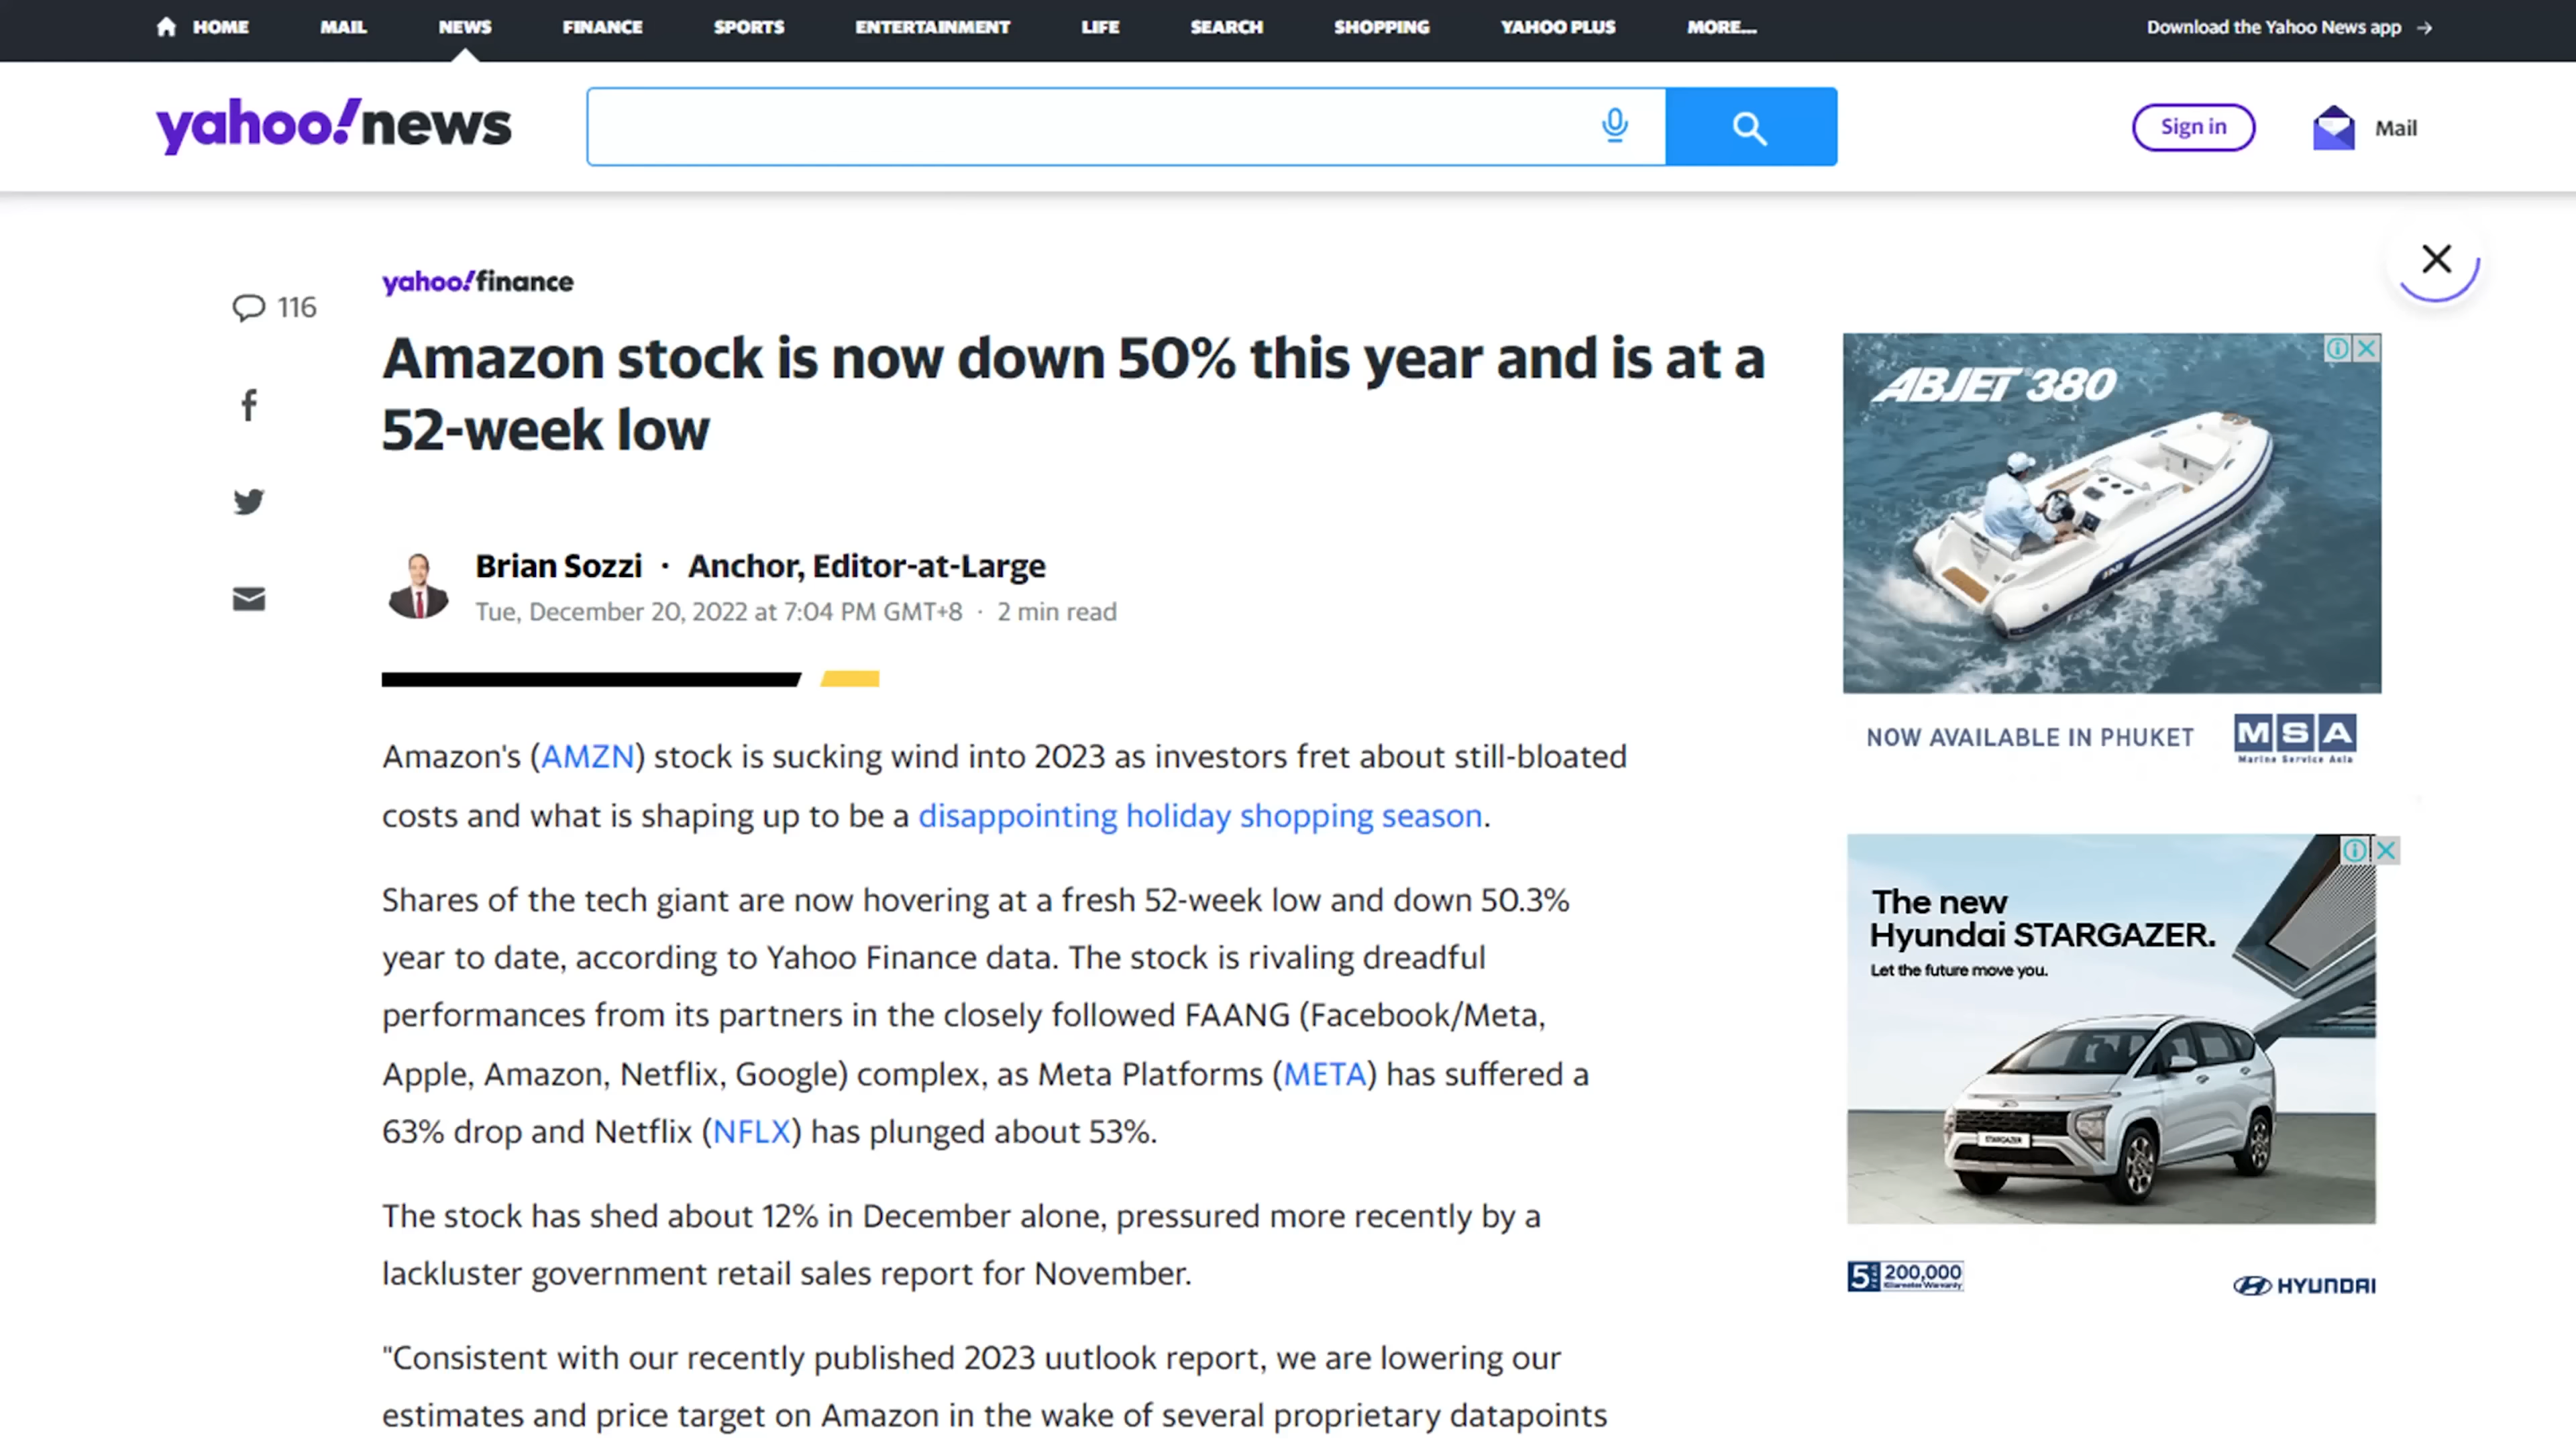 HOME MAIL NEWS FINANCE SPORTS ENTERTAINMENT LIFE SEARCH SHOPPING YAHOO PLUS MORE... Download the Yahoo News app →
yahoo!news
Sign in
Mail
116
yahoo!finance
Amazon stock is now down 50% this year and is at a
52-week low
Brian Sozzi · Anchor, Editor-at-Large
Tue, December 20, 2022 at 7:04 PM GMT+8 · 2 min read
Amazon's (AMZN) stock is sucking wind into 2023 as investors fret about still-bloated
costs and what is shaping up to be a disappointing holiday shopping season.
Shares of the tech giant are now hovering at a fresh 52-week low and down 50.3%
year to date, according to Yahoo Finance data. The stock is rivaling dreadful
performances from its partners in the closely followed FAANG (Facebook/Meta,
Apple, Amazon, Netflix, Google) complex, as Meta Platforms (META) has suffered a
63% drop and Netflix (NFLX) has plunged about 53%.
The stock has shed about 12% in December alone, pressured more recently by a
lackluster government retail sales report for November.
"Consistent with our recently published 2023 uutlook report, we are lowering our
estimates and price target on Amazon in the wake of several proprietary datapoints
ABJET 380
NOW AVAILABLE IN PHUKET
MSA
Marine Service Asia
The new
Hyundai STARGAZER.
Let the future move you.
STARGAZER
5
200,000
HYUNDAI